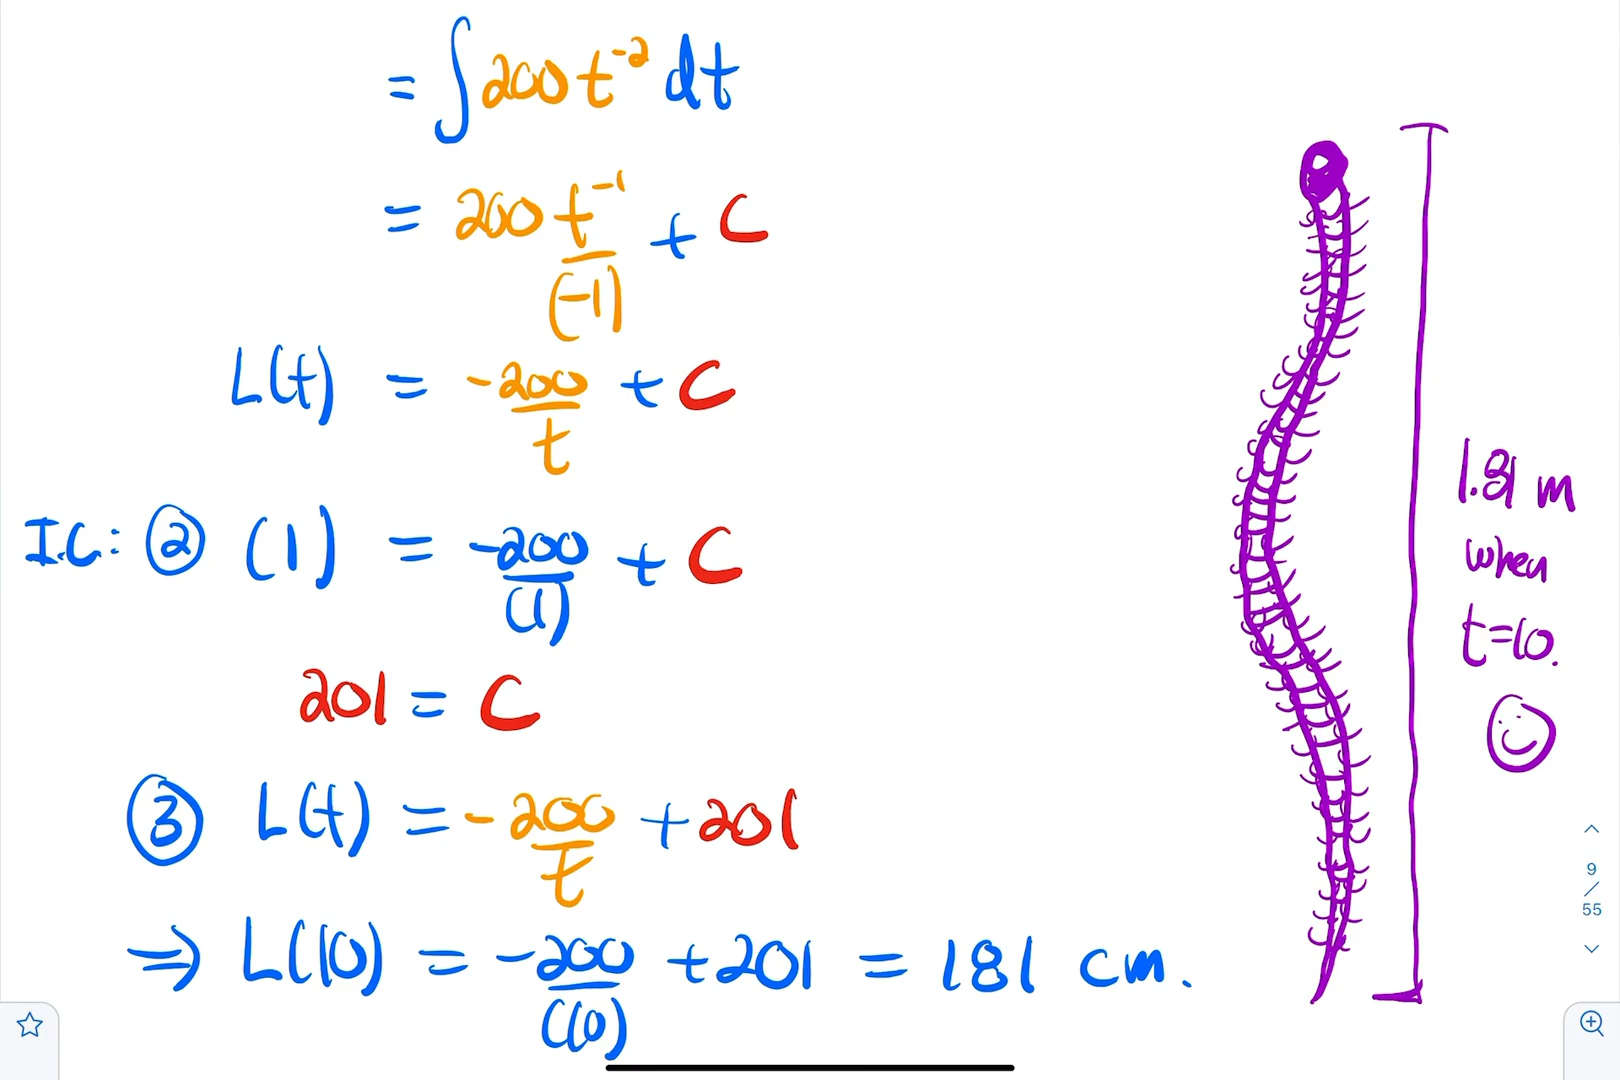 = ∫ 200 t⁻² dt
= 200 t⁻¹/(-1) + C
L(t) = -200/t + C
I.C.: ② (1) = -200/(1) + C
201 = C
③ L(t) = -200/t + 201
⇒ L(10) = -200/(10) + 201 = 181 cm.
1.81 m
when
t=10.
9
/
55